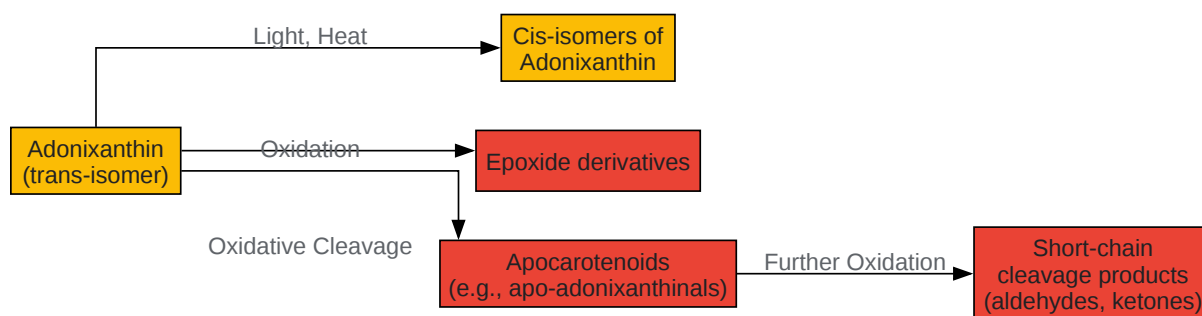 Light, Heat
Cis-isomers of
Adonixanthin
Adonixanthin
(trans-isomer)
Oxidation
Epoxide derivatives
Oxidative Cleavage
Apocarotenoids
(e.g., apo-adonixanthinals)
Further Oxidation
Short-chain
cleavage products
(aldehydes, ketones)